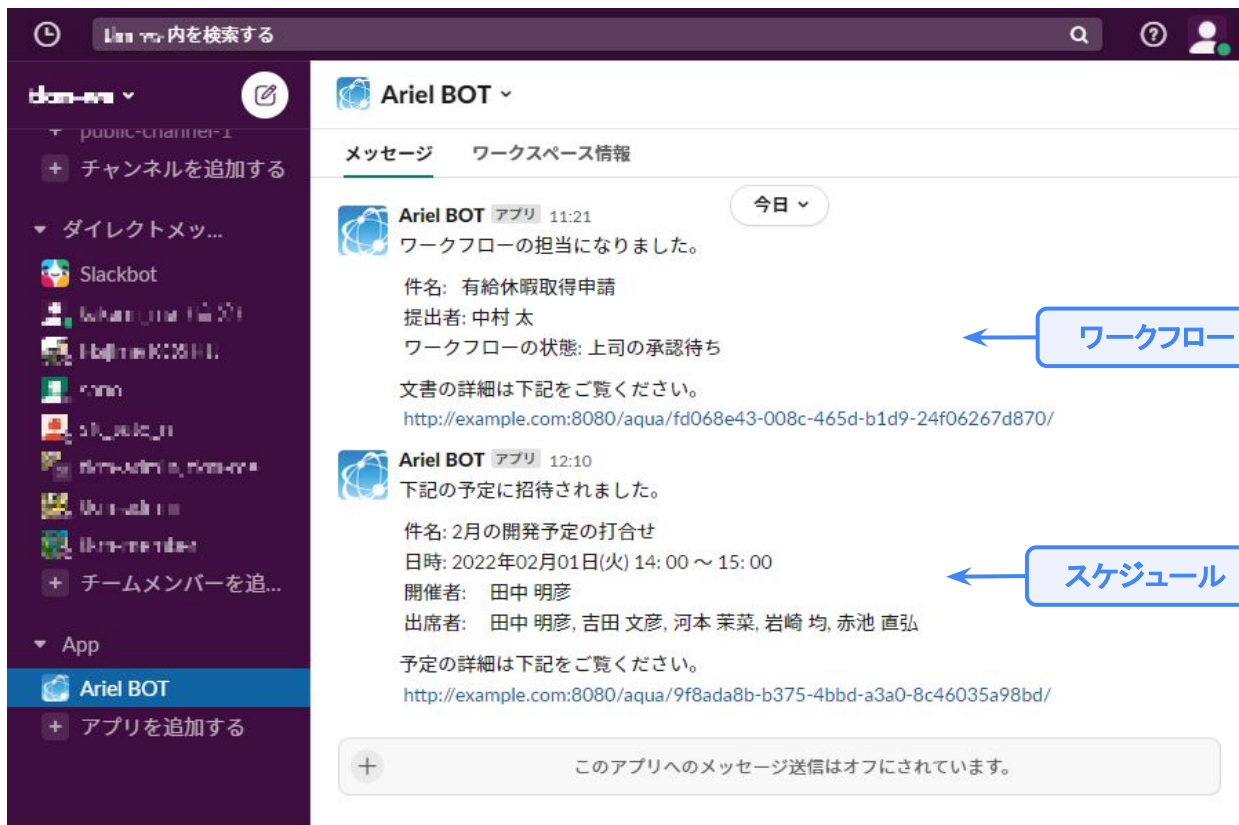 内を検索する
public-channel-1
チャンネルを追加する
ダイレクトメッ...
Slackbot
チームメンバーを追...
App
Ariel BOT
アプリを追加する
Ariel BOT
メッセージ ワークスペース情報
今日
Ariel BOT アプリ 11:21
ワークフローの担当になりました。
件名: 有給休暇取得申請
提出者: 中村 太
ワークフローの状態: 上司の承認待ち
文書の詳細は下記をご覧ください。
http://example.com:8080/aqua/fd068e43-008c-465d-b1d9-24f06267d870/
ワークフロー
Ariel BOT アプリ 12:10
下記の予定に招待されました。
件名: 2月の開発予定の打合せ
日時: 2022年02月01日(火) 14: 00 ～ 15: 00
開催者: 田中 明彦
出席者: 田中 明彦, 吉田 文彦, 河本 茉菜, 岩崎 均, 赤池 直弘
予定の詳細は下記をご覧ください。
http://example.com:8080/aqua/9f8ada8b-b375-4bbd-a3a0-8c46035a98bd/
スケジュール
このアプリへのメッセージ送信はオフにされています。